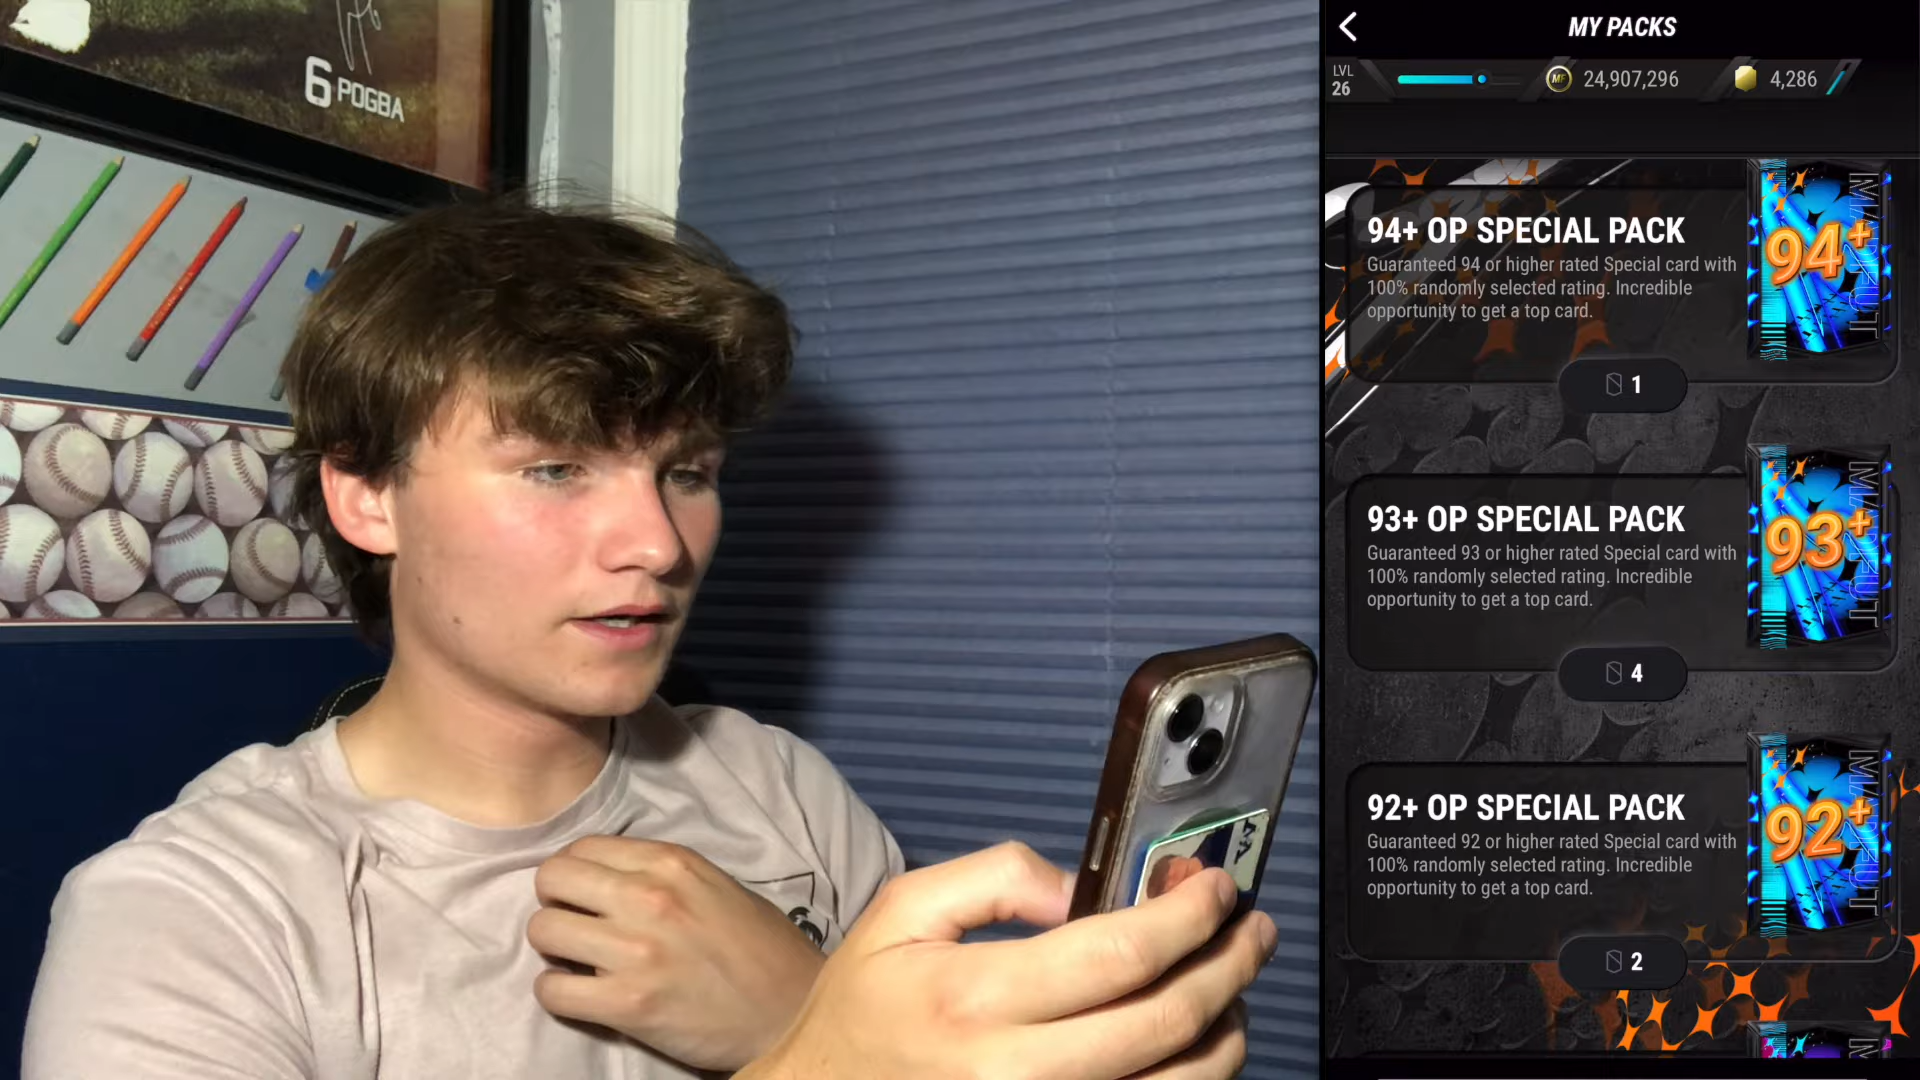 6 POGBA
MY PACKS
LVL
26
MF
24,907,296
4,286
94+ OP SPECIAL PACK
Guaranteed 94 or higher rated Special card with
100% randomly selected rating. Incredible
opportunity to get a top card.
94+
MADFUT
1
93+ OP SPECIAL PACK
Guaranteed 93 or higher rated Special card with
100% randomly selected rating. Incredible
opportunity to get a top card.
93+
MADFUT
4
92+ OP SPECIAL PACK
Guaranteed 92 or higher rated Special card with
100% randomly selected rating. Incredible
opportunity to get a top card.
92+
MADFUT
2